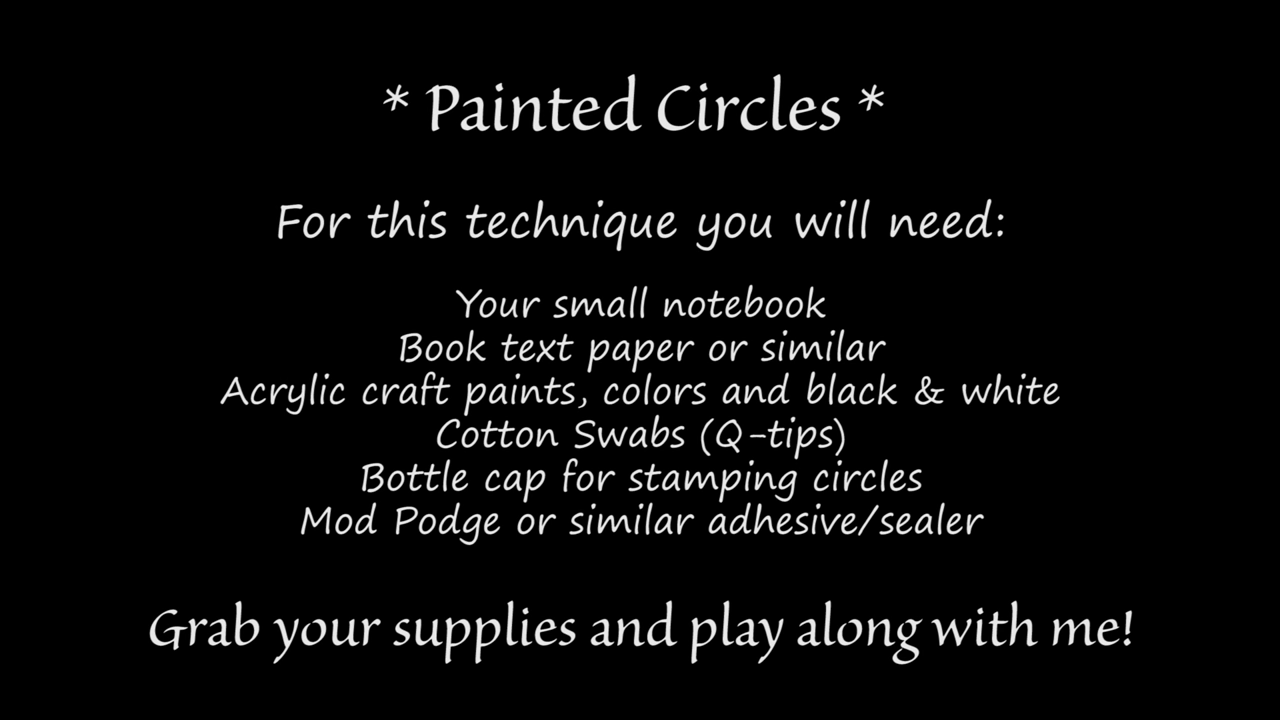 * Painted Circles *
For this technique you will need:
Your small notebook
Book text paper or similar
Acrylic craft paints, colors and black & white
Cotton Swabs (Q-tips)
Bottle cap for stamping circles
Mod Podge or similar adhesive/sealer
Grab your supplies and play along with me!